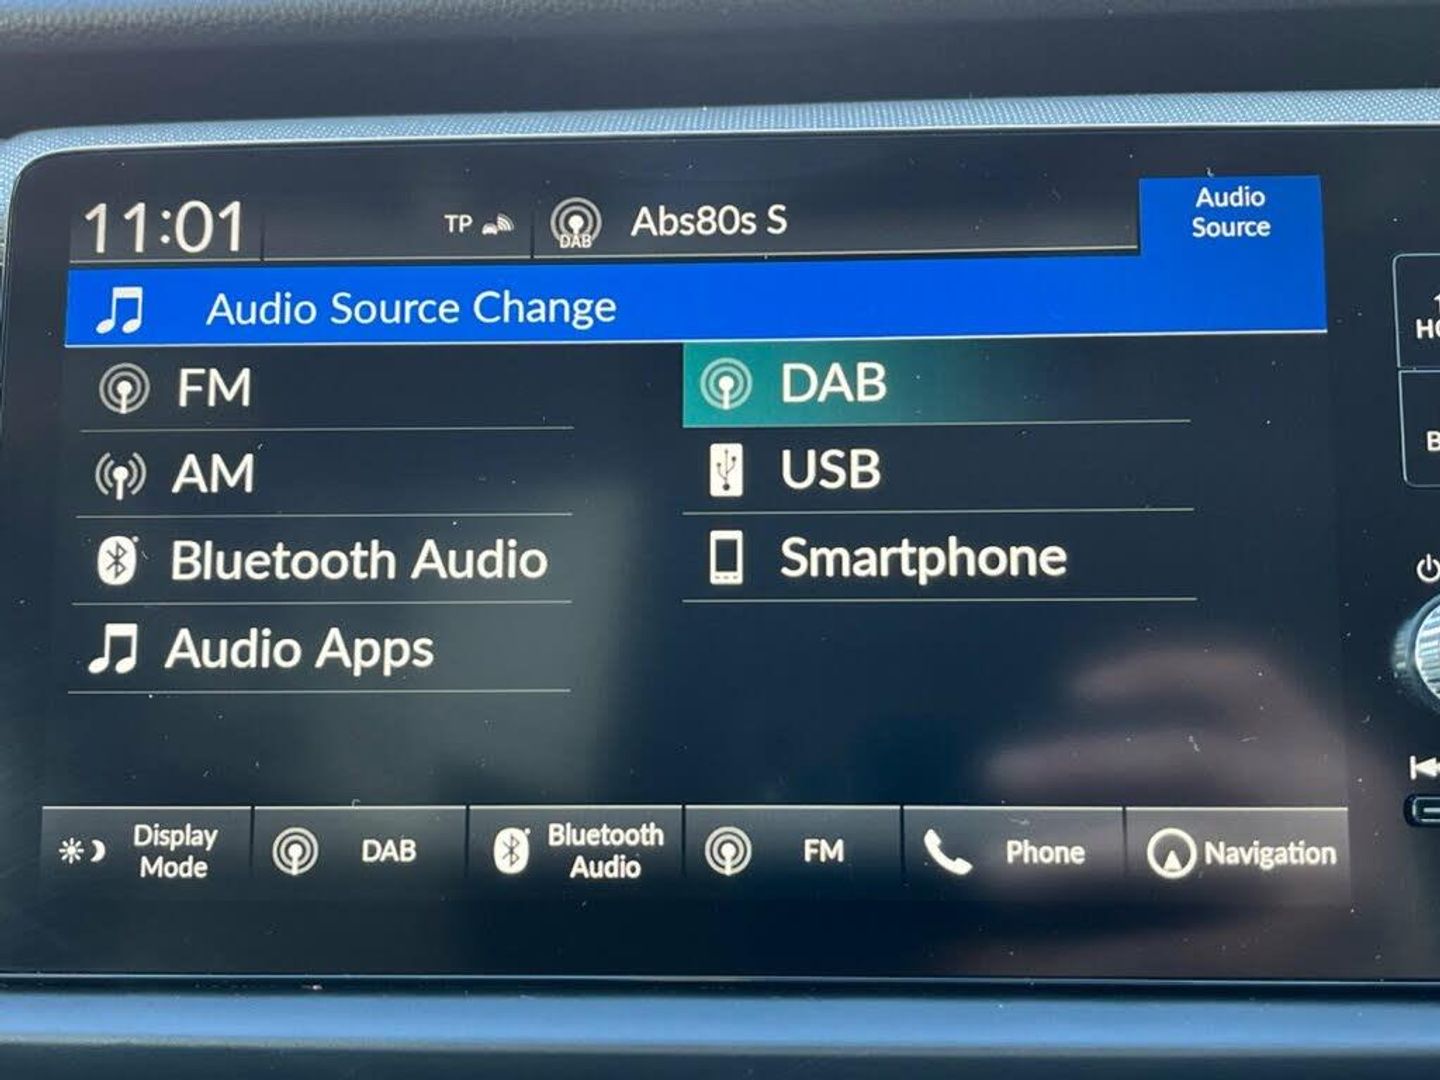 11:01 TP DAB Abs80s S Audio
Source
Audio Source Change
FM DAB
AM USB
Bluetooth Audio Smartphone
Audio Apps
Display
Mode
DAB
Bluetooth
Audio
FM
Phone
Navigation